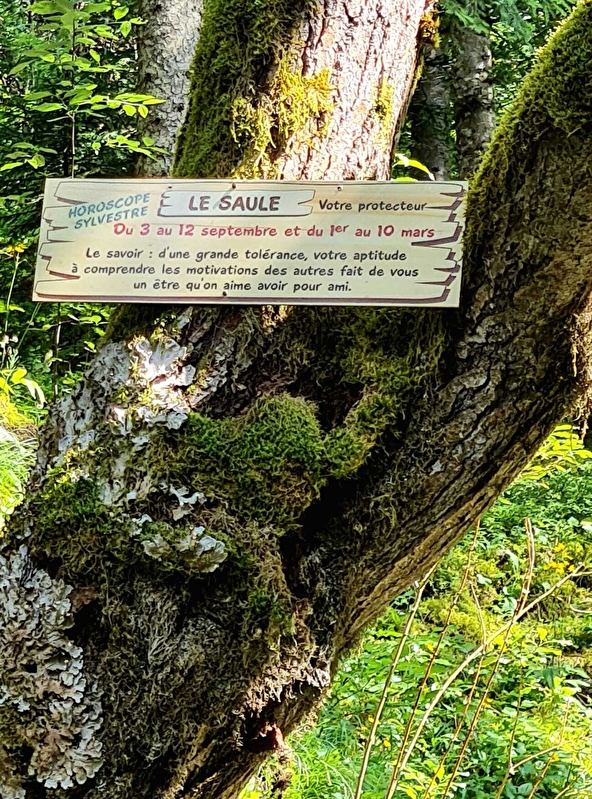 HOROSCOPE
SYLVESTRE
LE SAULE
Votre protecteur
Du 3 au 12 septembre et du 1er au 10 mars
Le savoir : d'une grande tolérance, votre aptitude
à comprendre les motivations des autres fait de vous
un être qu'on aime avoir pour ami.